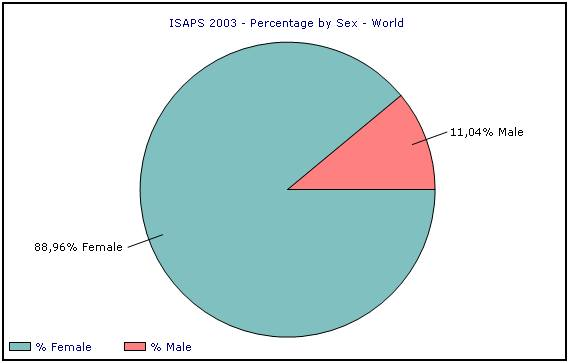 ISAPS 2003 - Percentage by Sex - World
11,04% Male
88,96% Female
% Female
% Male